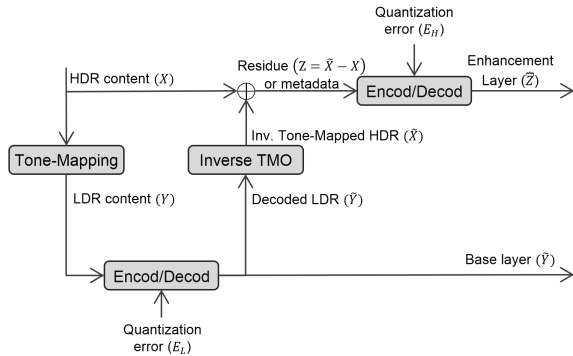 Quantization
error (E_H)
HDR content (X)
Residue (Z = X̃ − X)
or metadata
Encod/Decod
Enhancement
Layer (Z̃)
Inv. Tone-Mapped HDR (X̃)
Tone-Mapping
Inverse TMO
LDR content (Y)
Decoded LDR (Ỹ)
Encod/Decod
Base layer (Ỹ)
Quantization
error (E_L)